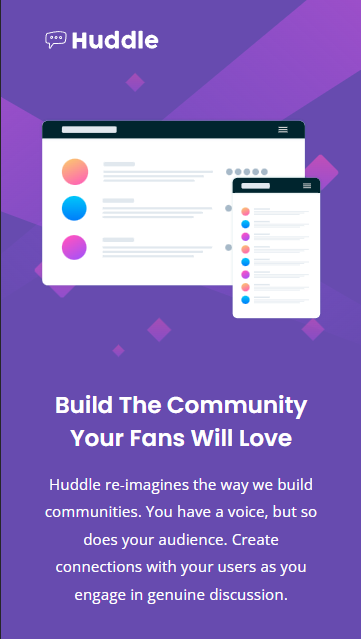 Huddle
Build The Community
Your Fans Will Love
Huddle re-imagines the way we build
communities. You have a voice, but so
does your audience. Create
connections with your users as you
engage in genuine discussion.